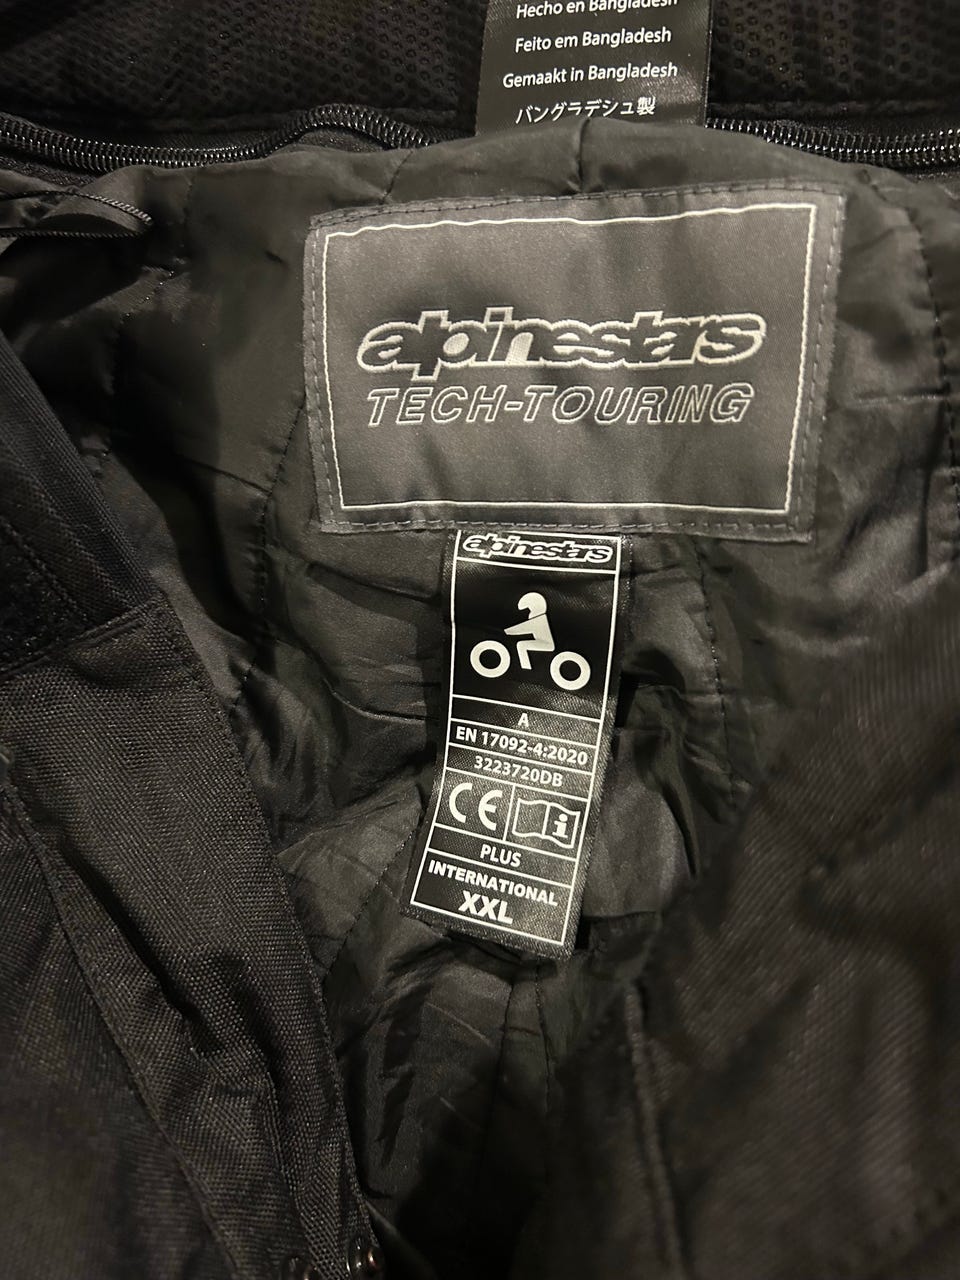 Hecho en Bangladesh
Feito em Bangladesh
Gemaakt in Bangladesh
バングラデシュ製
alpinestars
TECH-TOURING
alpinestars
A
EN 17092-4:2020
3223720DB
CE
i
PLUS
INTERNATIONAL
XXL